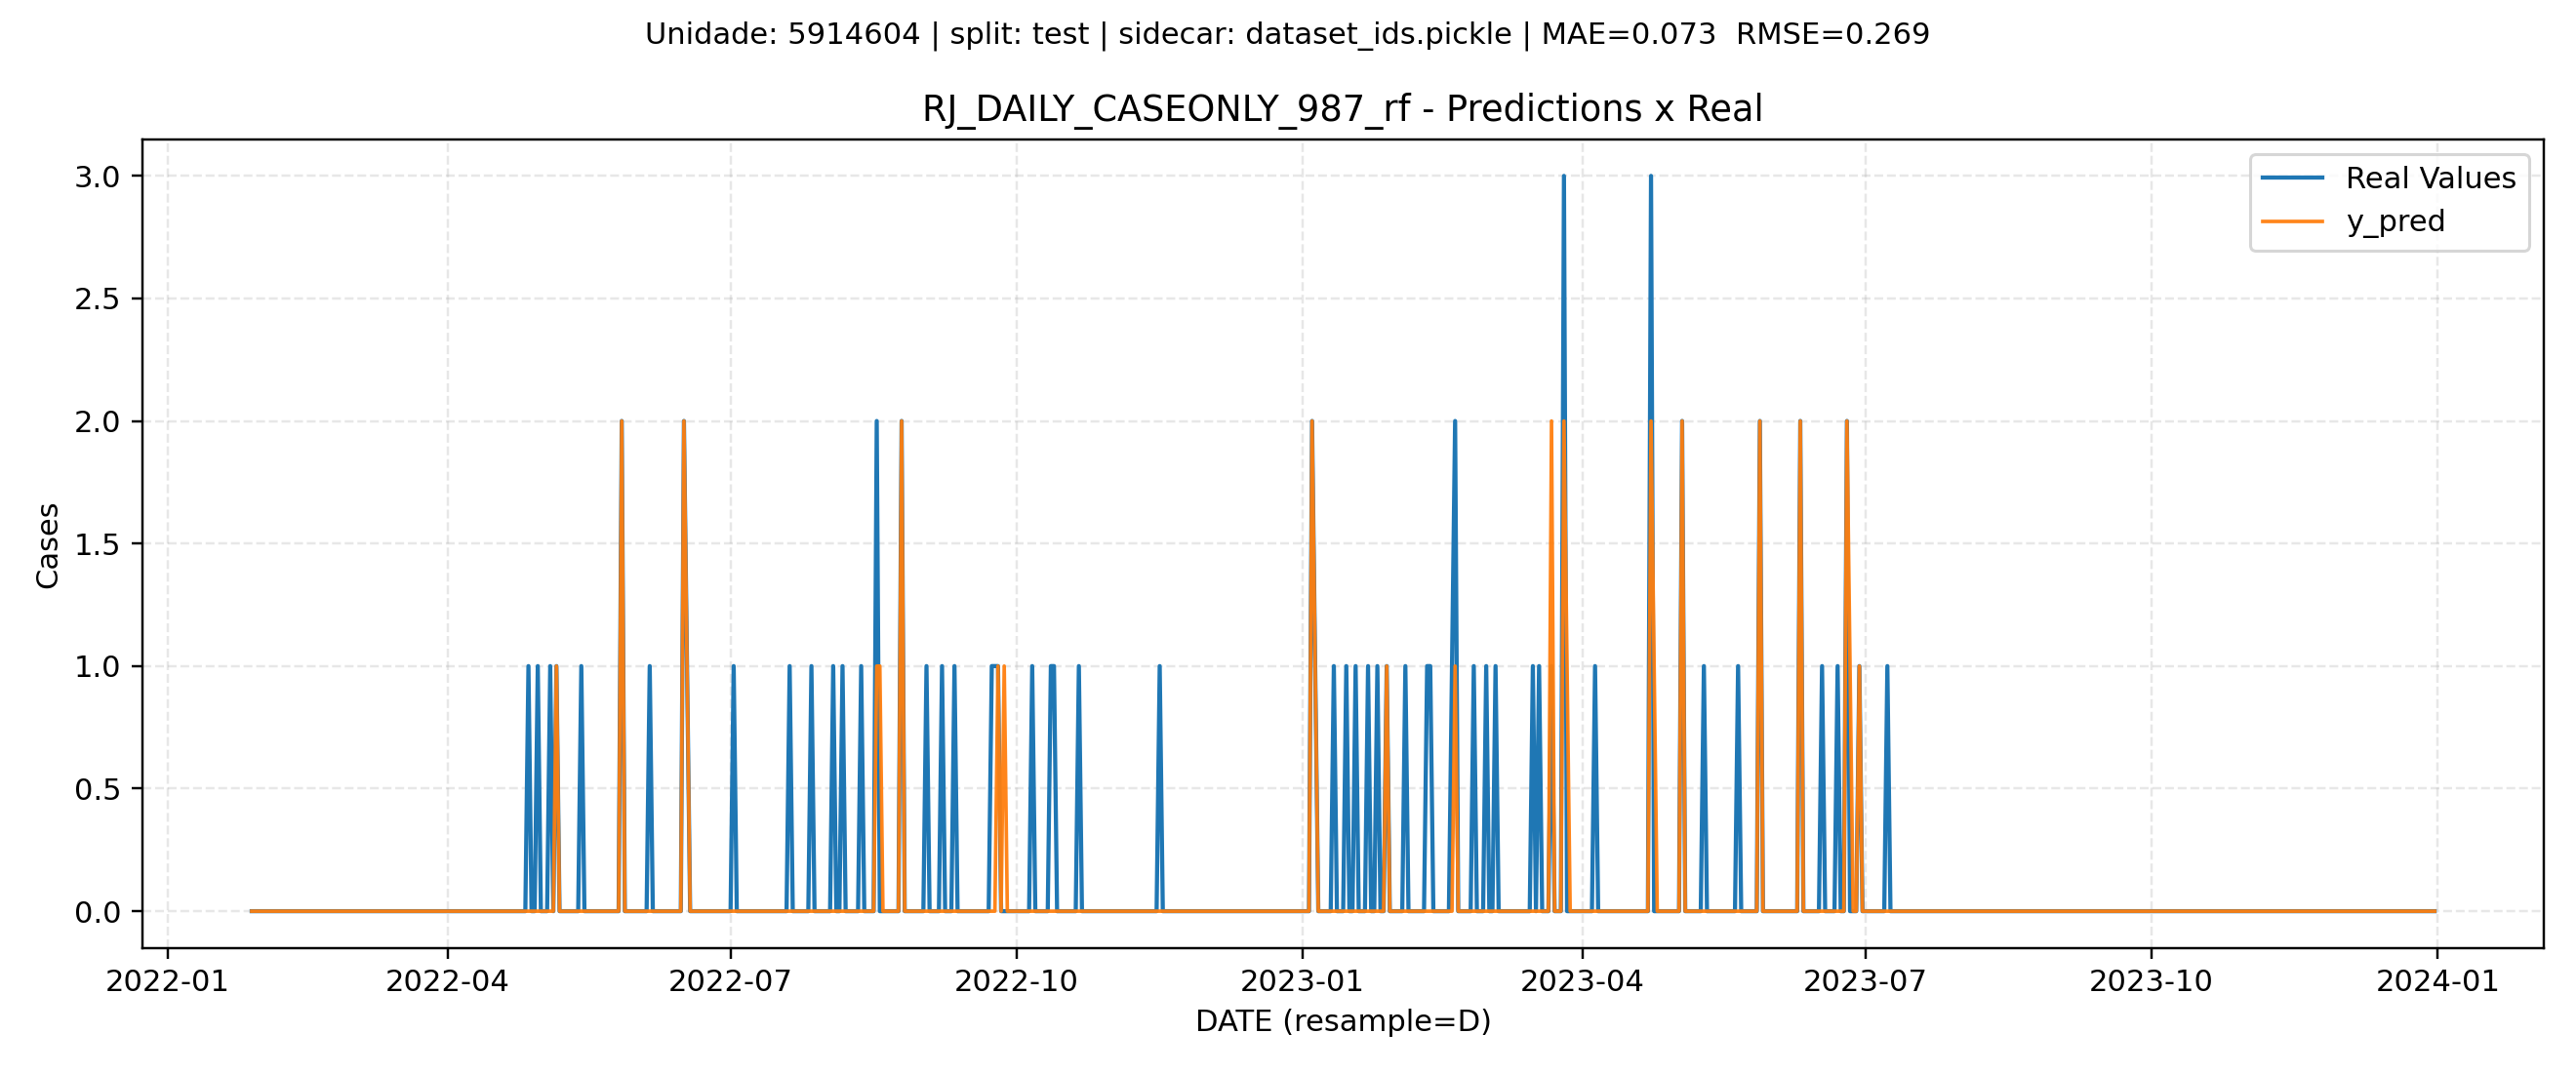 Unidade: 5914604 | split: test | sidecar: dataset_ids.pickle | MAE=0.073  RMSE=0.269
RJ_DAILY_CASEONLY_987_rf - Predictions x Real
Real Values
y_pred
3.0
2.5
2.0
1.5
1.0
0.5
0.0
Cases
2022-01
2022-04
2022-07
2022-10
2023-01
2023-04
2023-07
2023-10
2024-01
DATE (resample=D)